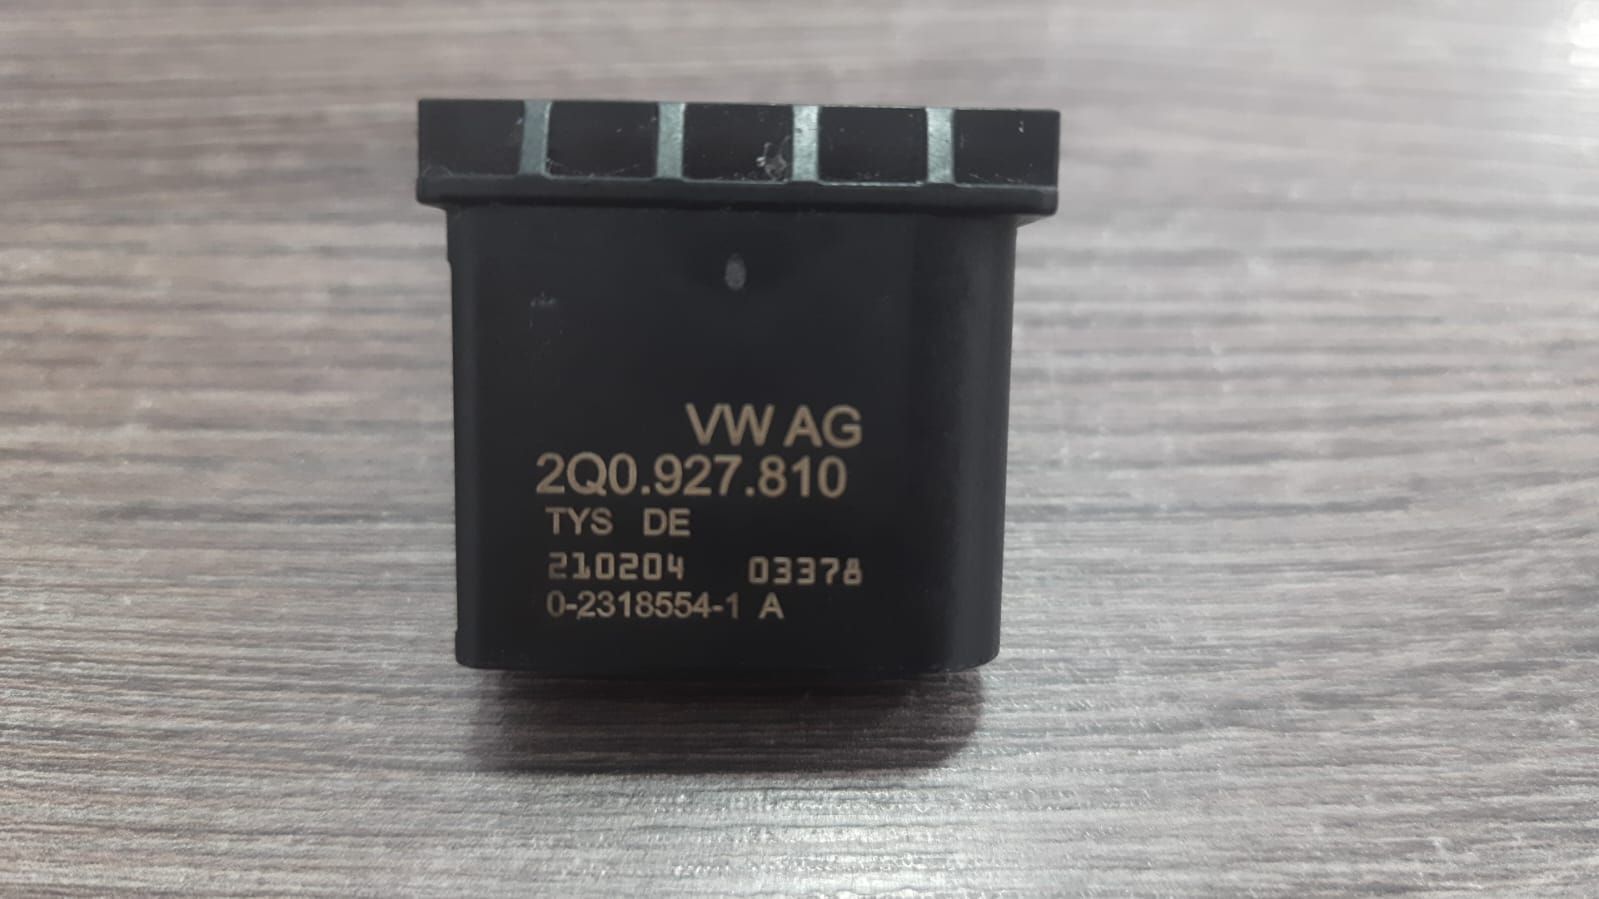 VW AG
2Q0.927.810
TYS DE
210204 03378
0-2318554-1 A